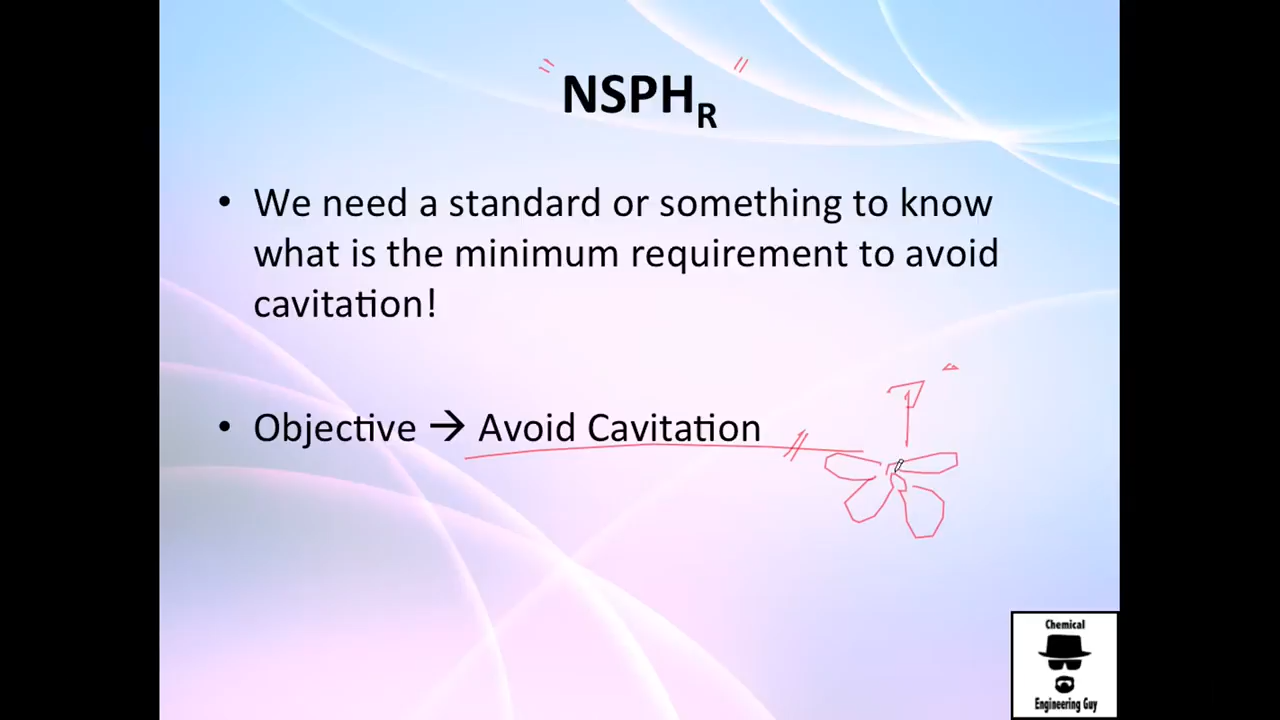 NSPHR
• We need a standard or something to know
what is the minimum requirement to avoid
cavitation!
• Objective → Avoid Cavitation
Chemical
Engineering Guy